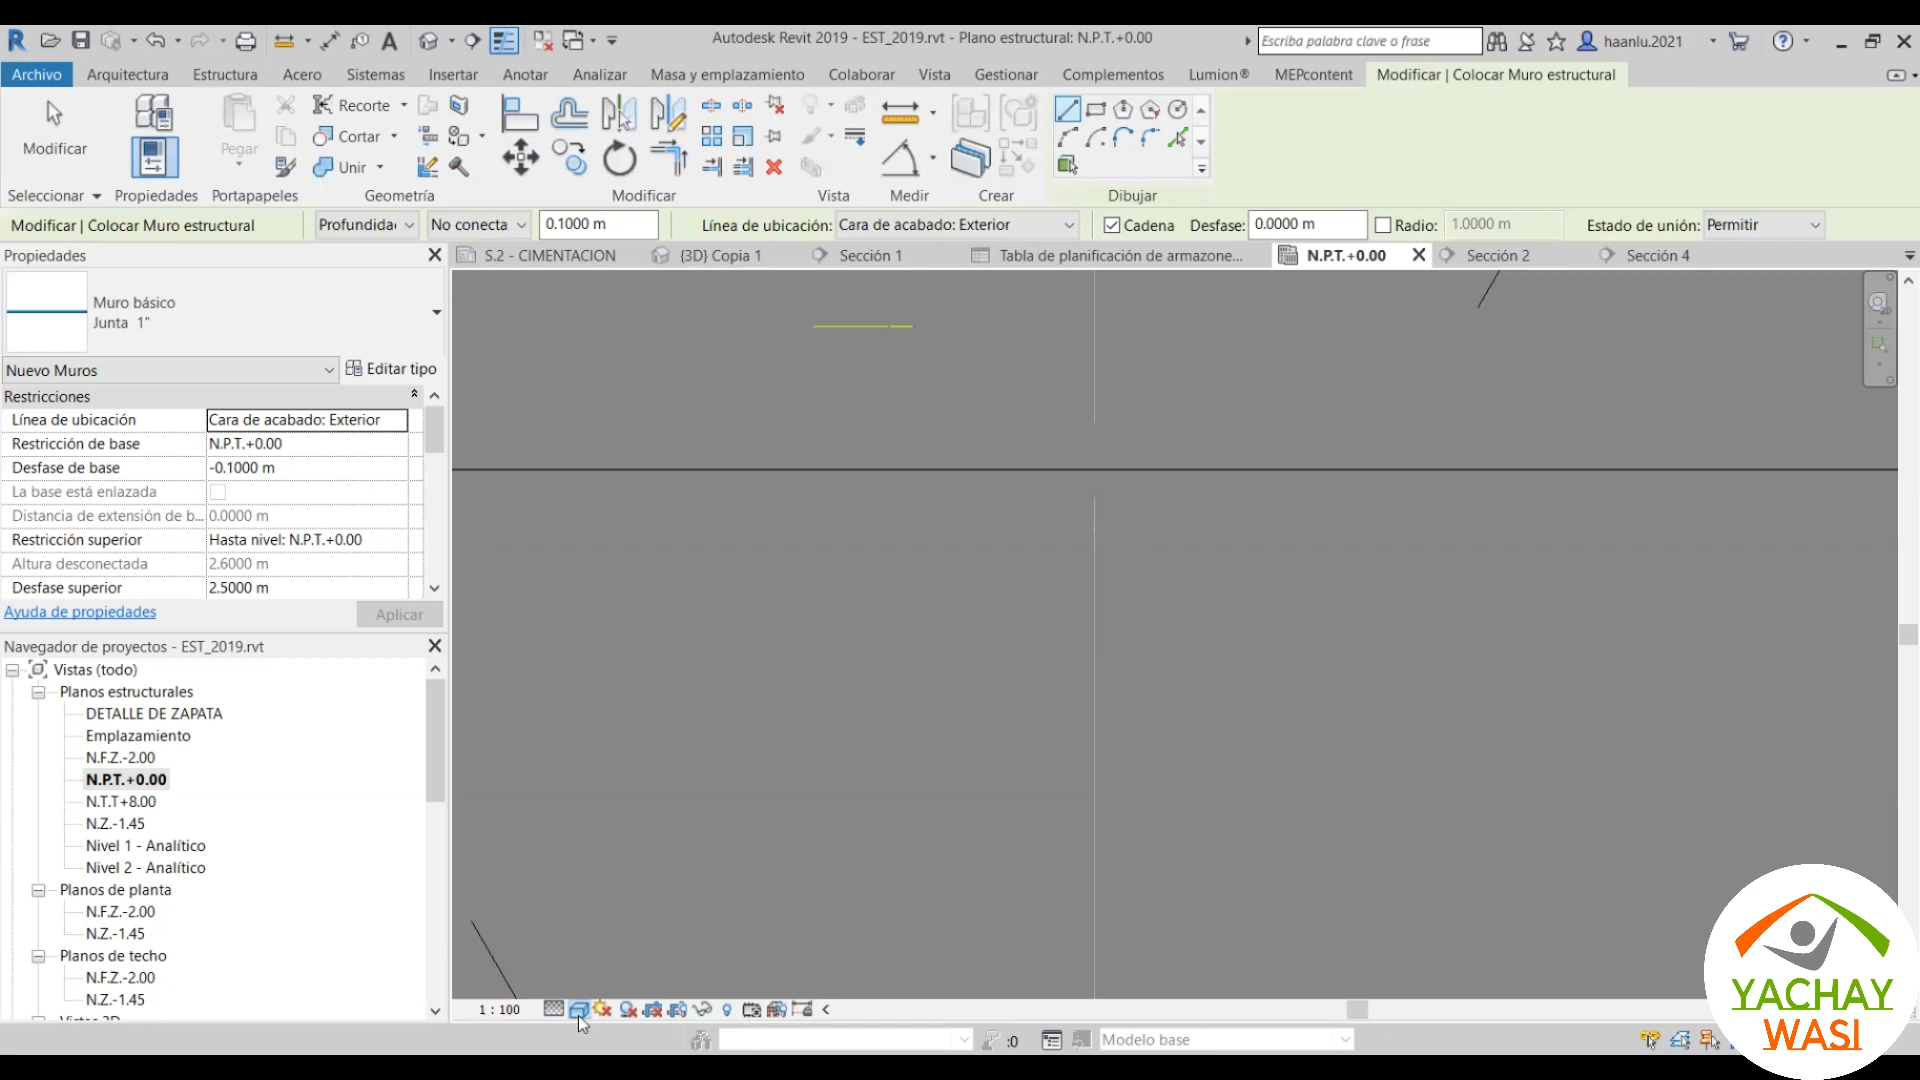 Autodesk Revit 2019 - EST_2019.rvt - Plano estructural: N.P.T.+0.00
Escriba palabra clave o frase
haanlu.2021
Archivo Arquitectura Estructura Acero Sistemas Insertar Anotar Analizar Masa y emplazamiento Colaborar Vista Gestionar Complementos Lumion® MEPcontent Modificar | Colocar Muro estructural
Modificar
Pegar
Recorte
Cortar
Unir
Seleccionar Propiedades Portapapeles Geometría Modificar Vista Medir Crear Dibujar
Modificar | Colocar Muro estructural Profundida No conecta 0.1000 m Línea de ubicación: Cara de acabado: Exterior Cadena Desfase: 0.0000 m Radio: 1.0000 m Estado de unión: Permitir
Propiedades
S.2 - CIMENTACION {3D} Copia 1 Sección 1 Tabla de planificación de armazone... N.P.T.+0.00 Sección 2 Sección 4
Muro básico
Junta 1"
Nuevo Muros Editar tipo
Restricciones
Línea de ubicación Cara de acabado: Exterior
Restricción de base N.P.T.+0.00
Desfase de base -0.1000 m
La base está enlazada
Distancia de extensión de b... 0.0000 m
Restricción superior Hasta nivel: N.P.T.+0.00
Altura desconectada 2.6000 m
Desfase superior 2.5000 m
Ayuda de propiedades Aplicar
Navegador de proyectos - EST_2019.rvt
Vistas (todo)
Planos estructurales
DETALLE DE ZAPATA
Emplazamiento
N.F.Z.-2.00
N.P.T.+0.00
N.T.T+8.00
N.Z.-1.45
Nivel 1 - Analítico
Nivel 2 - Analítico
Planos de planta
N.F.Z.-2.00
N.Z.-1.45
Planos de techo
N.F.Z.-2.00
N.Z.-1.45
1 : 100
:0
Modelo base
YACHAY
WASI